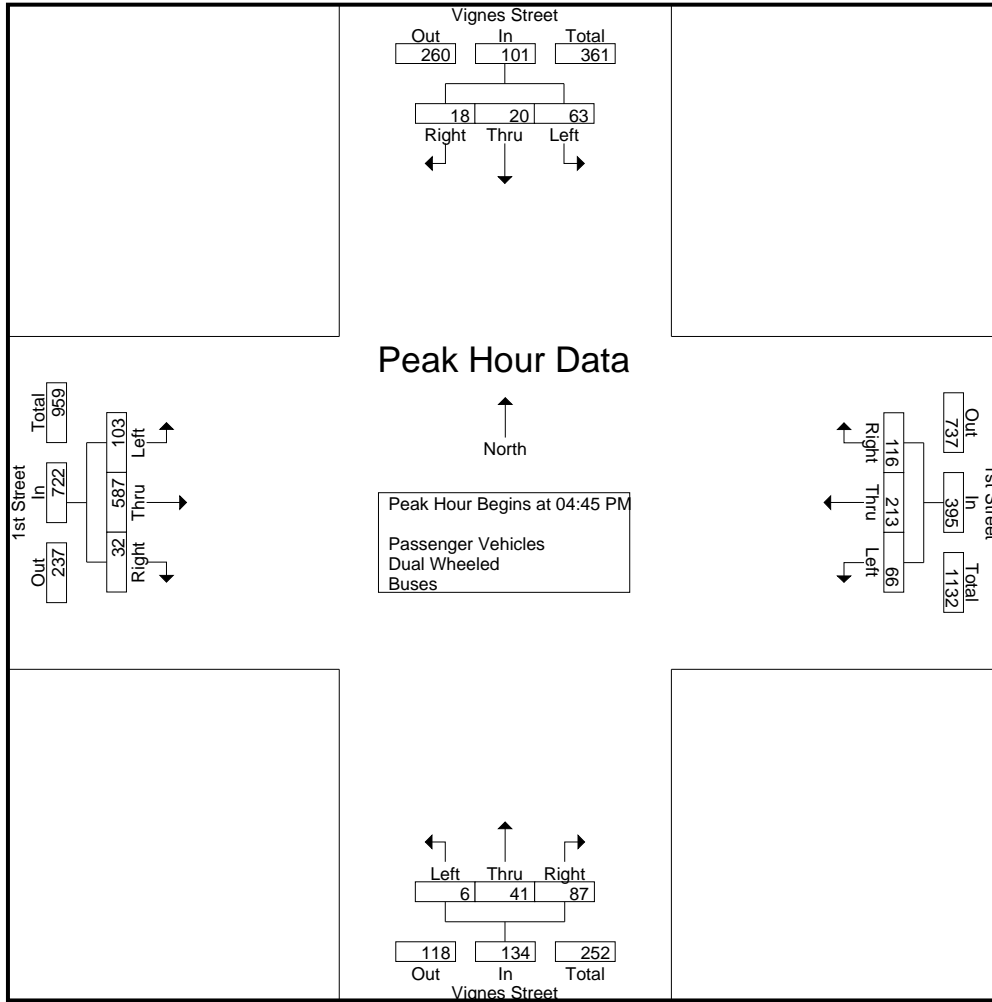 Vignes Street
Out In Total
260 101 361
18 20 63
Right Thru Left
Peak Hour Data
North
Peak Hour Begins at 04:45 PM
Passenger Vehicles
Dual Wheeled
Buses
1st Street
Total In Out
959 722 237
103 587 32
Left Thru Right
1st Street
Out In Total
737 395 1132
116 213 66
Right Thru Left
Left Thru Right
6 41 87
118 134 252
Out In Total
Vignes Street